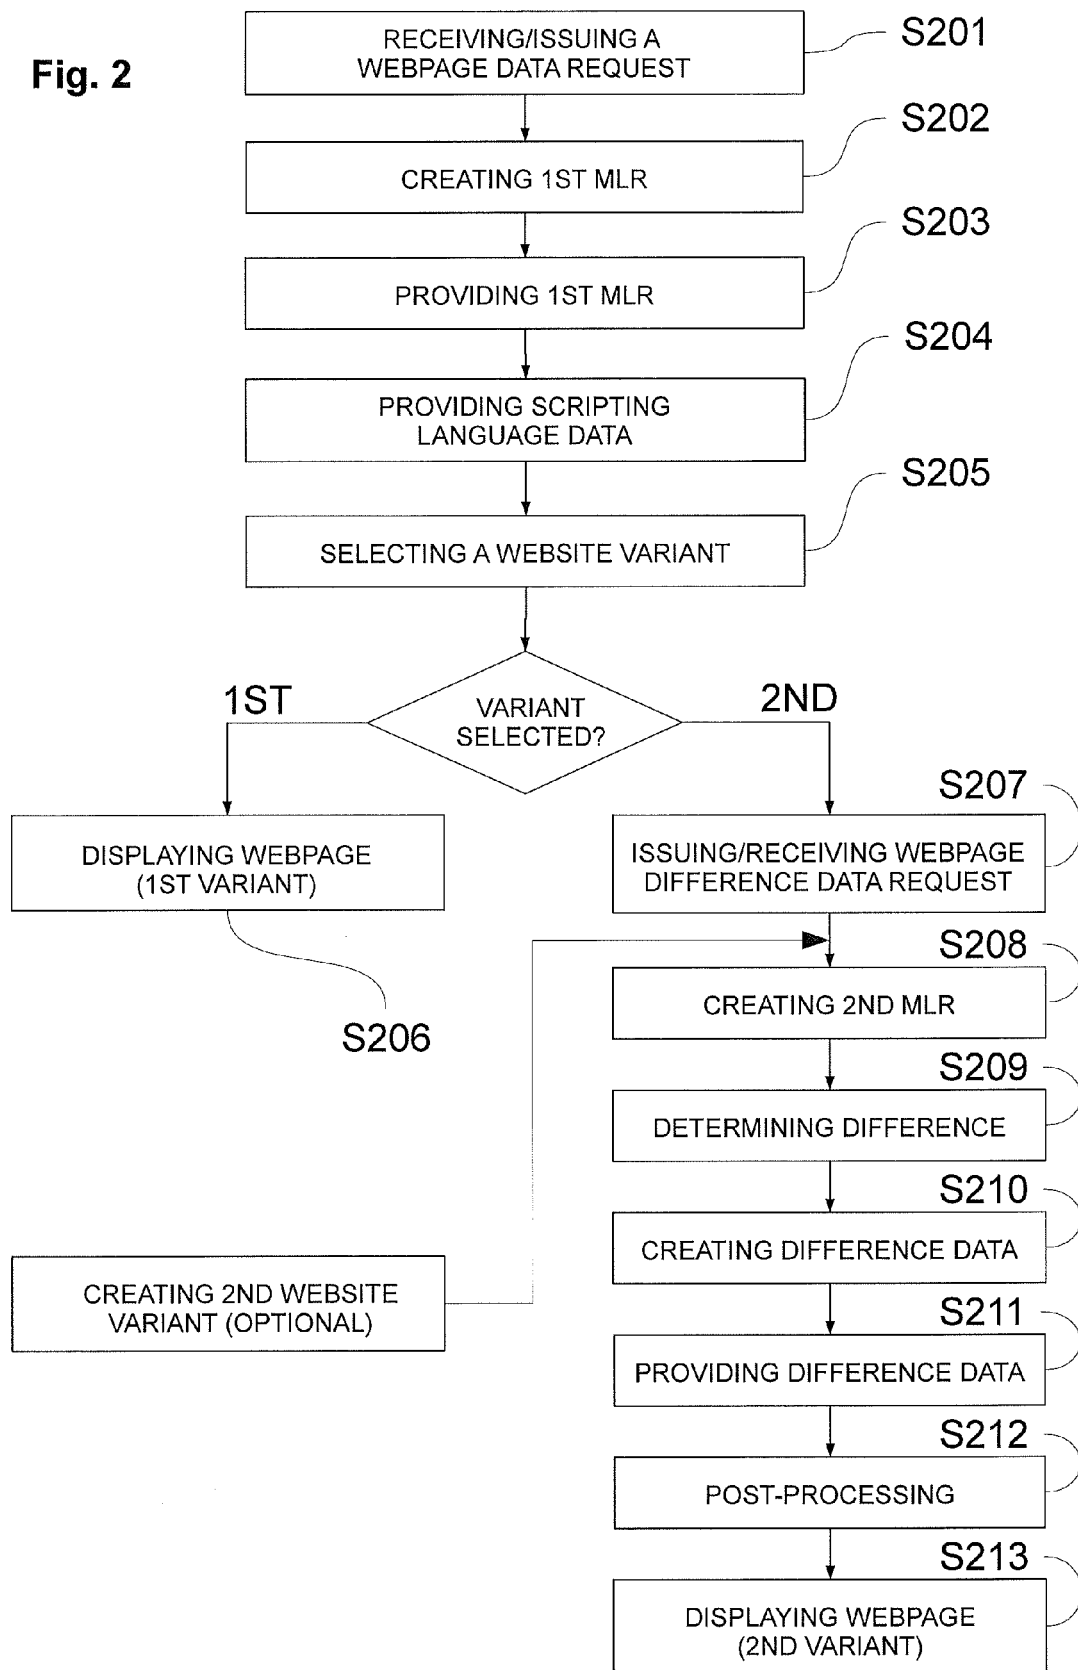 Fig. 2
RECEIVING/ISSUING A
WEBPAGE DATA REQUEST
S201
CREATING 1ST MLR
S202
PROVIDING 1ST MLR
S203
PROVIDING SCRIPTING
LANGUAGE DATA
S204
SELECTING A WEBSITE VARIANT
S205
VARIANT
SELECTED?
1ST
2ND
DISPLAYING WEBPAGE
(1ST VARIANT)
S206
ISSUING/RECEIVING WEBPAGE
DIFFERENCE DATA REQUEST
S207
CREATING 2ND MLR
S208
DETERMINING DIFFERENCE
S209
CREATING DIFFERENCE DATA
S210
CREATING 2ND WEBSITE
VARIANT (OPTIONAL)
PROVIDING DIFFERENCE DATA
S211
POST-PROCESSING
S212
DISPLAYING WEBPAGE
(2ND VARIANT)
S213